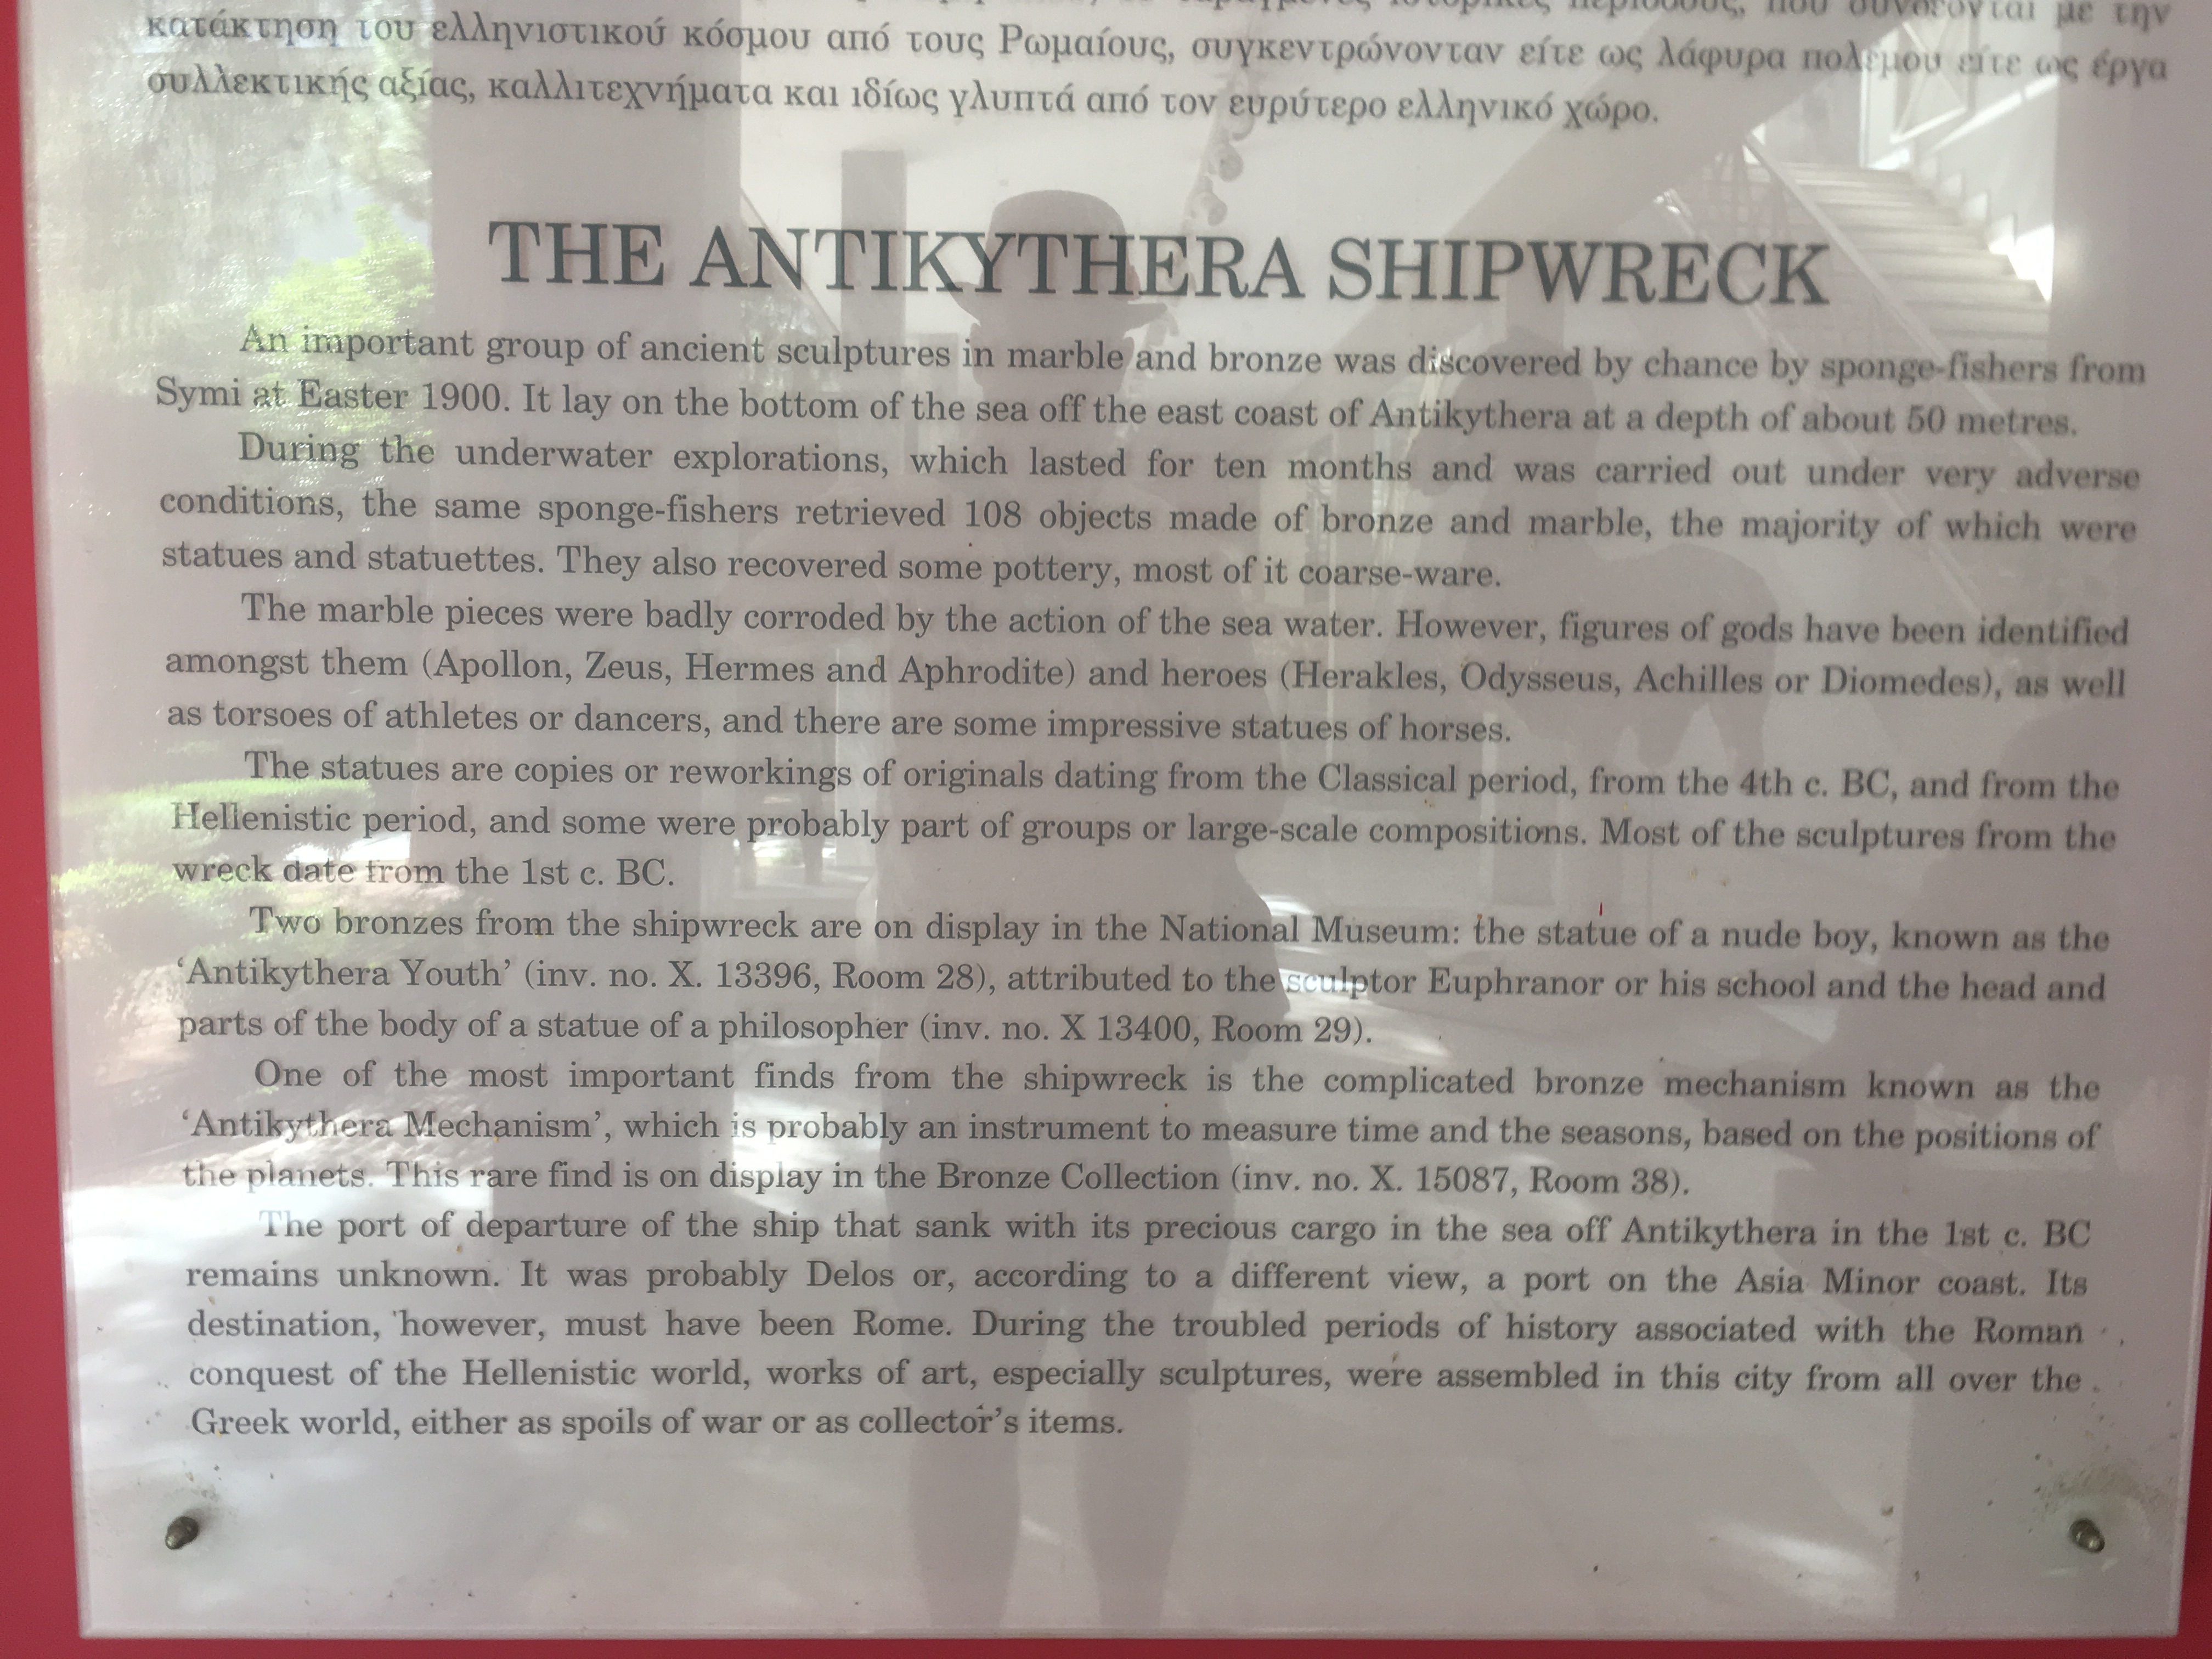 ιστορικές περιόδους, που συνδέονται με την
κατάκτηση του ελληνιστικού κόσμου από τους Ρωμαίους, συγκεντρώνονταν είτε ως λάφυρα πολέμου είτε ως έργα
συλλεκτικής αξίας, καλλιτεχνήματα και ιδίως γλυπτά από τον ευρύτερο ελληνικό χώρο.
THE ANTIKYTHERA SHIPWRECK
An important group of ancient sculptures in marble and bronze was discovered by chance by sponge-fishers from
Symi at Easter 1900. It lay on the bottom of the sea off the east coast of Antikythera at a depth of about 50 metres.
During the underwater explorations, which lasted for ten months and was carried out under very adverse
conditions, the same sponge-fishers retrieved 108 objects made of bronze and marble, the majority of which were
statues and statuettes. They also recovered some pottery, most of it coarse-ware.
The marble pieces were badly corroded by the action of the sea water. However, figures of gods have been identified
amongst them (Apollon, Zeus, Hermes and Aphrodite) and heroes (Herakles, Odysseus, Achilles or Diomedes), as well
as torsoes of athletes or dancers, and there are some impressive statues of horses.
The statues are copies or reworkings of originals dating from the Classical period, from the 4th c. BC, and from the
Hellenistic period, and some were probably part of groups or large-scale compositions. Most of the sculptures from the
wreck date from the 1st c. BC.
Two bronzes from the shipwreck are on display in the National Museum: the statue of a nude boy, known as the
‘Antikythera Youth’ (inv. no. X. 13396, Room 28), attributed to the sculptor Euphranor or his school and the head and
parts of the body of a statue of a philosopher (inv. no. X 13400, Room 29).
One of the most important finds from the shipwreck is the complicated bronze mechanism known as the
‘Antikythera Mechanism’, which is probably an instrument to measure time and the seasons, based on the positions of
the planets. This rare find is on display in the Bronze Collection (inv. no. X. 15087, Room 38).
The port of departure of the ship that sank with its precious cargo in the sea off Antikythera in the 1st c. BC
remains unknown. It was probably Delos or, according to a different view, a port on the Asia Minor coast. Its
destination, however, must have been Rome. During the troubled periods of history associated with the Roman
conquest of the Hellenistic world, works of art, especially sculptures, were assembled in this city from all over the
Greek world, either as spoils of war or as collector’s items.